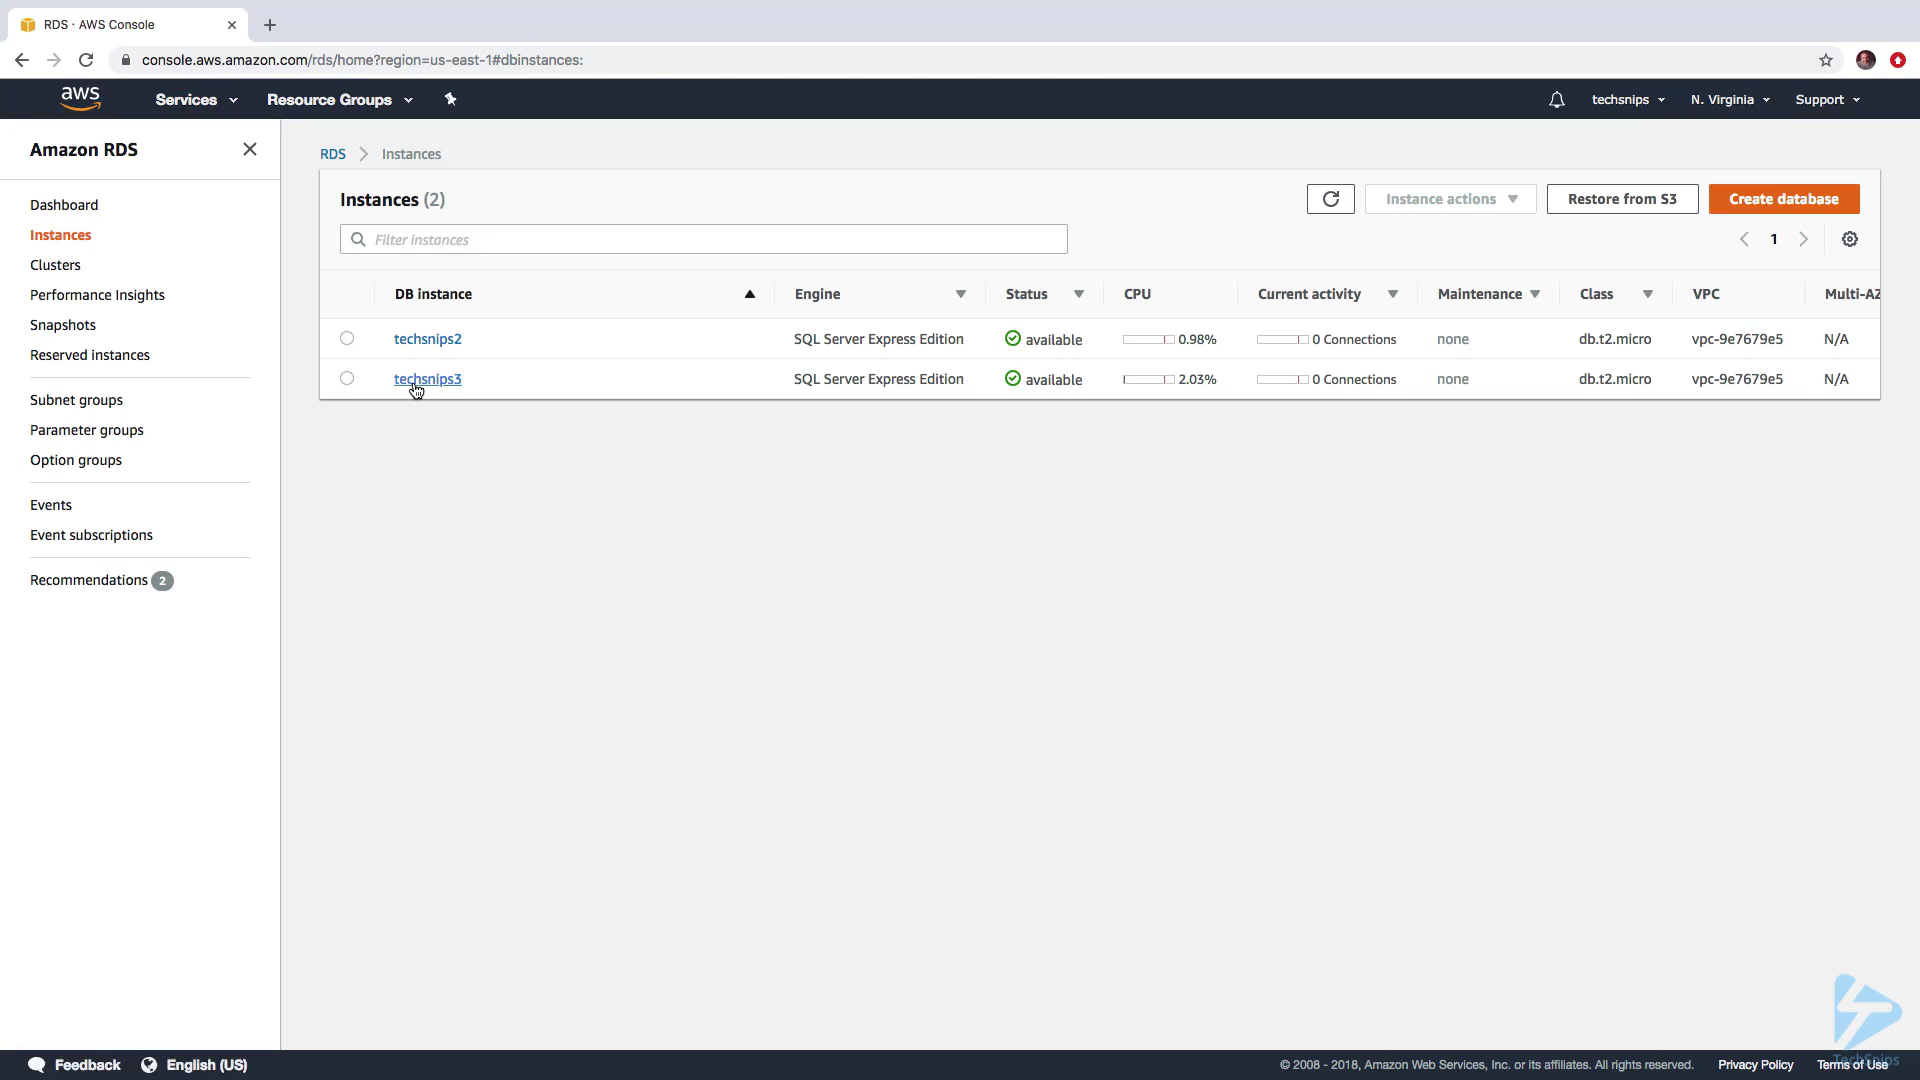 RDS · AWS Console
console.aws.amazon.com/rds/home?region=us-east-1#dbinstances:
aws Services Resource Groups techsnips N. Virginia Support
Amazon RDS
Dashboard
Instances
Clusters
Performance Insights
Snapshots
Reserved instances
Subnet groups
Parameter groups
Option groups
Events
Event subscriptions
Recommendations 2
RDS Instances
Instances (2) Instance actions Restore from S3 Create database
Filter instances 1
DB instance Engine Status CPU Current activity Maintenance Class VPC Multi-AZ
techsnips2 SQL Server Express Edition available 0.98% 0 Connections none db.t2.micro vpc-9e7679e5 N/A
techsnips3 SQL Server Express Edition available 2.03% 0 Connections none db.t2.micro vpc-9e7679e5 N/A
Feedback English (US) © 2008 - 2018, Amazon Web Services, Inc. or its affiliates. All rights reserved. Privacy Policy Terms of Use
TechSnips